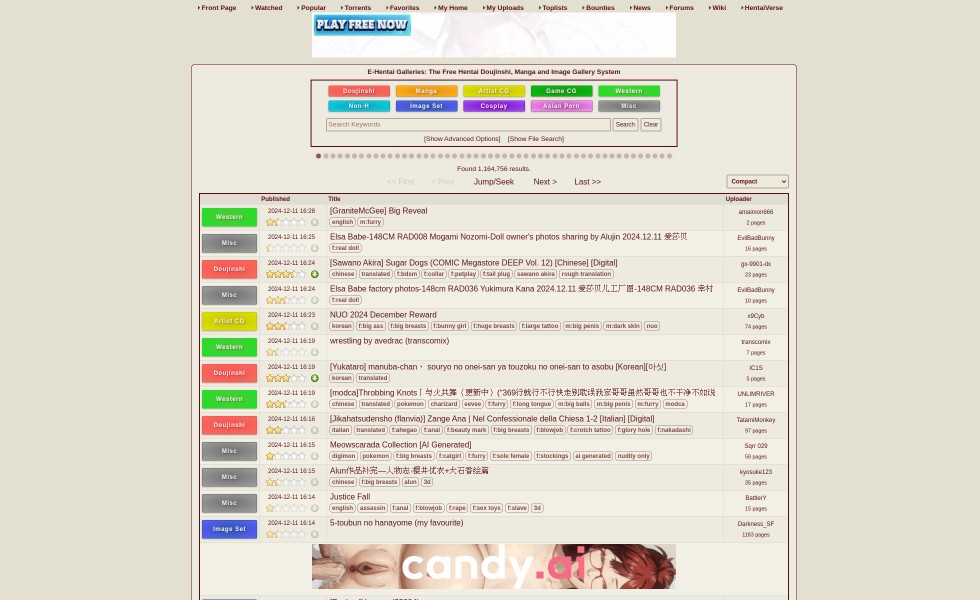 Front Page Watched Popular Torrents Favorites My Home My Uploads Toplists Bounties News Forums Wiki HentaiVerse
PLAY FREE NOW
E-Hentai Galleries: The Free Hentai Doujinshi, Manga and Image Gallery System
Doujinshi Manga Artist CG Game CG Western
Non-H Image Set Cosplay Asian Porn Misc
Search Keywords Search Clear
[Show Advanced Options] [Show File Search]
Found 1,164,756 results.
<< First < Prev Jump/Seek Next > Last >> Compact
Published Title Uploader
Western 2024-12-11 16:28 [GraniteMcGee] Big Reveal amaimon666
english m:furry 2 pages
Misc 2024-12-11 16:25 Elsa Babe-148CM RAD008 Mogami Nozomi-Doll owner's photos sharing by Alujin 2024.12.11 爱莎贝 EvilBadBunny
f:real doll 16 pages
Doujinshi 2024-12-11 16:24 [Sawano Akira] Sugar Dogs (COMIC Megastore DEEP Vol. 12) [Chinese] [Digital] gx-9901-dx
chinese translated f:bdsm f:collar f:petplay f:tail plug sawano akira rough translation 23 pages
Misc 2024-12-11 16:24 Elsa Babe factory photos-148cm RAD036 Yukimura Kana 2024.12.11 爱莎贝儿工厂图-148CM RAD036 幸村 EvilBadBunny
f:real doll 10 pages
Artist CG 2024-12-11 16:23 NUO 2024 December Reward x9Cyb
korean f:big ass f:big breasts f:bunny girl f:huge breasts f:large tattoo m:big penis m:dark skin nuo 74 pages
Western 2024-12-11 16:19 wrestling by avedrac (transcomix) transcomix
7 pages
Doujinshi 2024-12-11 16:19 [Yukataro] manuba-chan・ souryo no onei-san ya touzoku no onei-san to asobu [Korean][아싯] IC1S
korean translated 5 pages
Western 2024-12-11 16:19 [modca]Throbbing Knots | 与火共舞（更新中）("369行就行不行快走别耽误我家哥哥虽然哥哥也不干净不如说 UNLIMRIVER
chinese translated pokemon charizard eevee f:furry f:long tongue m:big balls m:big penis m:furry modca 17 pages
Doujinshi 2024-12-11 16:16 [Jikahatsudensho (flanvia)] Zange Ana | Nel Confessionale della Chiesa 1-2 [Italian] [Digital] TatamiMonkey
italian translated f:ahegao f:anal f:beauty mark f:big breasts f:blowjob f:crotch tattoo f:glory hole f:nakadashi 97 pages
Misc 2024-12-11 16:15 Meowscarada Collection [AI Generated] Sqrr 029
digimon pokemon f:big breasts f:catgirl f:furry f:sole female f:stockings ai generated nudity only 58 pages
Misc 2024-12-11 16:15 Alun作品补完—人物志·樱井优衣+大石香绘篇 kyosuke123
chinese f:big breasts alun 3d 35 pages
Misc 2024-12-11 16:14 Justice Fall BattlerY
english assassin f:anal f:blowjob f:rape f:sex toys f:slave 3d 15 pages
Image Set 2024-12-11 16:14 5-toubun no hanayome (my favourite) Darkness_SF
1183 pages
candy.ai